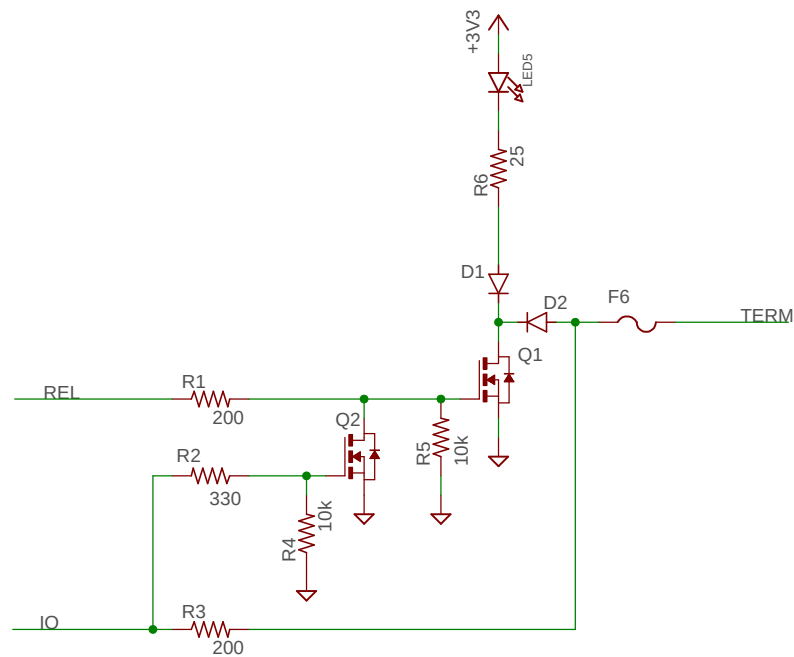 +3V3
LED5
25
R6
D1
D2
F6
TERM
Q1
REL
R1
200
Q2
R5
10k
R2
330
R4
10k
IO
R3
200